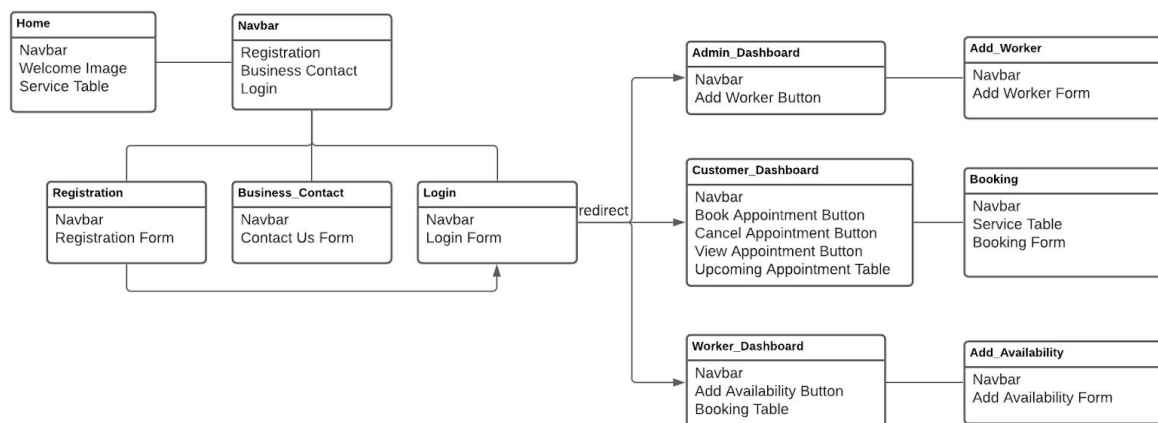 Home
Navbar
Welcome Image
Service Table
Navbar
Registration
Business Contact
Login
Registration
Navbar
Registration Form
Business_Contact
Navbar
Contact Us Form
Login
Navbar
Login Form
redirect
Admin_Dashboard
Navbar
Add Worker Button
Add_Worker
Navbar
Add Worker Form
Customer_Dashboard
Navbar
Book Appointment Button
Cancel Appointment Button
View Appointment Button
Upcoming Appointment Table
Booking
Navbar
Service Table
Booking Form
Worker_Dashboard
Navbar
Add Availability Button
Booking Table
Add_Availability
Navbar
Add Availability Form